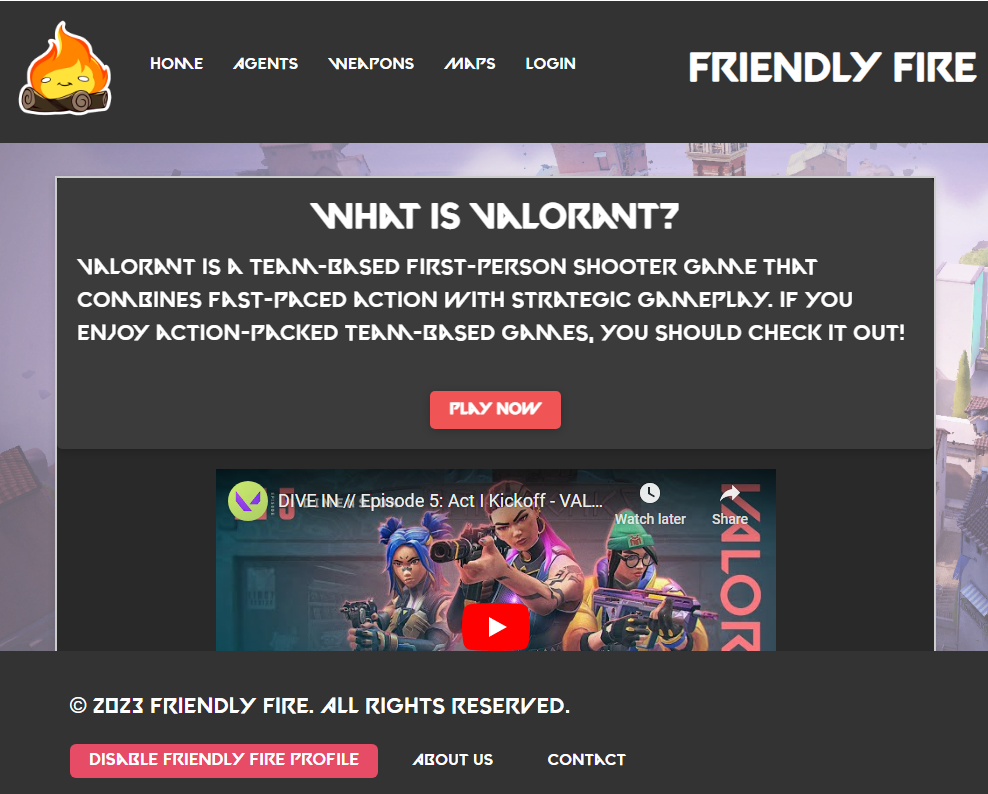 HOME AGENTS WEAPONS MAPS LOGIN FRIENDLY FIRE
WHAT IS VALORANT?
VALORANT IS A TEAM-BASED FIRST-PERSON SHOOTER GAME THAT
COMBINES FAST-PACED ACTION WITH STRATEGIC GAMEPLAY. IF YOU
ENJOY ACTION-PACKED TEAM-BASED GAMES, YOU SHOULD CHECK IT OUT!
PLAY NOW
DIVE IN // Episode 5: Act I Kickoff - VAL...
Watch later Share
VALOR
© 2023 FRIENDLY FIRE. ALL RIGHTS RESERVED.
DISABLE FRIENDLY FIRE PROFILE ABOUT US CONTACT